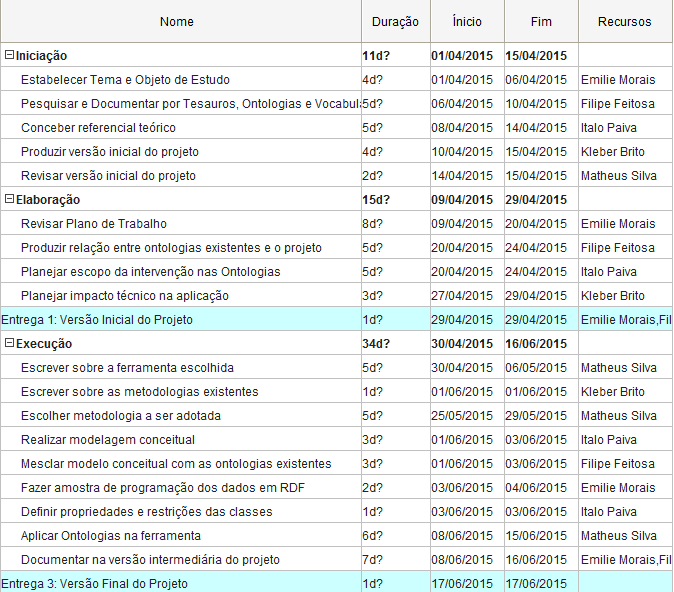 Nome Duração Ínicio Fim Recursos
Iniciação 11d? 01/04/2015 15/04/2015
Estabelecer Tema e Objeto de Estudo 4d? 01/04/2015 06/04/2015 Emilie Morais
Pesquisar e Documentar por Tesauros, Ontologias e Vocabul 5d? 06/04/2015 10/04/2015 Filipe Feitosa
Conceber referencial teórico 5d? 08/04/2015 14/04/2015 Italo Paiva
Produzir versão inicial do projeto 4d? 10/04/2015 15/04/2015 Kleber Brito
Revisar versão inicial do projeto 2d? 14/04/2015 15/04/2015 Matheus Silva
Elaboração 15d? 09/04/2015 29/04/2015
Revisar Plano de Trabalho 8d? 09/04/2015 20/04/2015 Emilie Morais
Produzir relação entre ontologias existentes e o projeto 5d? 20/04/2015 24/04/2015 Filipe Feitosa
Planejar escopo da intervenção nas Ontologias 5d? 20/04/2015 24/04/2015 Italo Paiva
Planejar impacto técnico na aplicação 3d? 27/04/2015 29/04/2015 Kleber Brito
Entrega 1: Versão Inicial do Projeto 1d? 29/04/2015 29/04/2015 Emilie Morais,Fil
Execução 34d? 30/04/2015 16/06/2015
Escrever sobre a ferramenta escolhida 5d? 30/04/2015 06/05/2015 Matheus Silva
Escrever sobre as metodologias existentes 1d? 01/06/2015 01/06/2015 Kleber Brito
Escolher metodologia a ser adotada 5d? 25/05/2015 29/05/2015 Matheus Silva
Realizar modelagem conceitual 3d? 01/06/2015 03/06/2015 Italo Paiva
Mesclar modelo conceitual com as ontologias existentes 3d? 01/06/2015 03/06/2015 Filipe Feitosa
Fazer amostra de programação dos dados em RDF 2d? 03/06/2015 04/06/2015 Emilie Morais
Definir propriedades e restrições das classes 1d? 03/06/2015 03/06/2015 Italo Paiva
Aplicar Ontologias na ferramenta 6d? 08/06/2015 15/06/2015 Matheus Silva
Documentar na versão intermediária do projeto 7d? 08/06/2015 16/06/2015 Emilie Morais,Fil
Entrega 3: Versão Final do Projeto 1d? 17/06/2015 17/06/2015